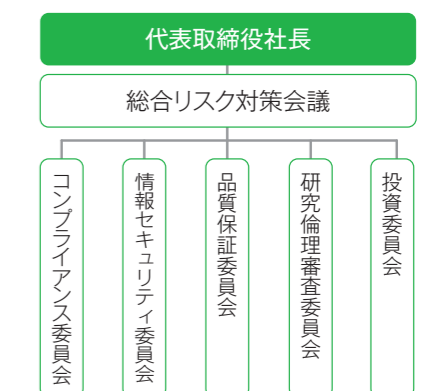 代表取締役社長
総合リスク対策会議
コンプライアンス委員会
情報セキュリティ委員会
品質保証委員会
研究倫理審査委員会
投資委員会